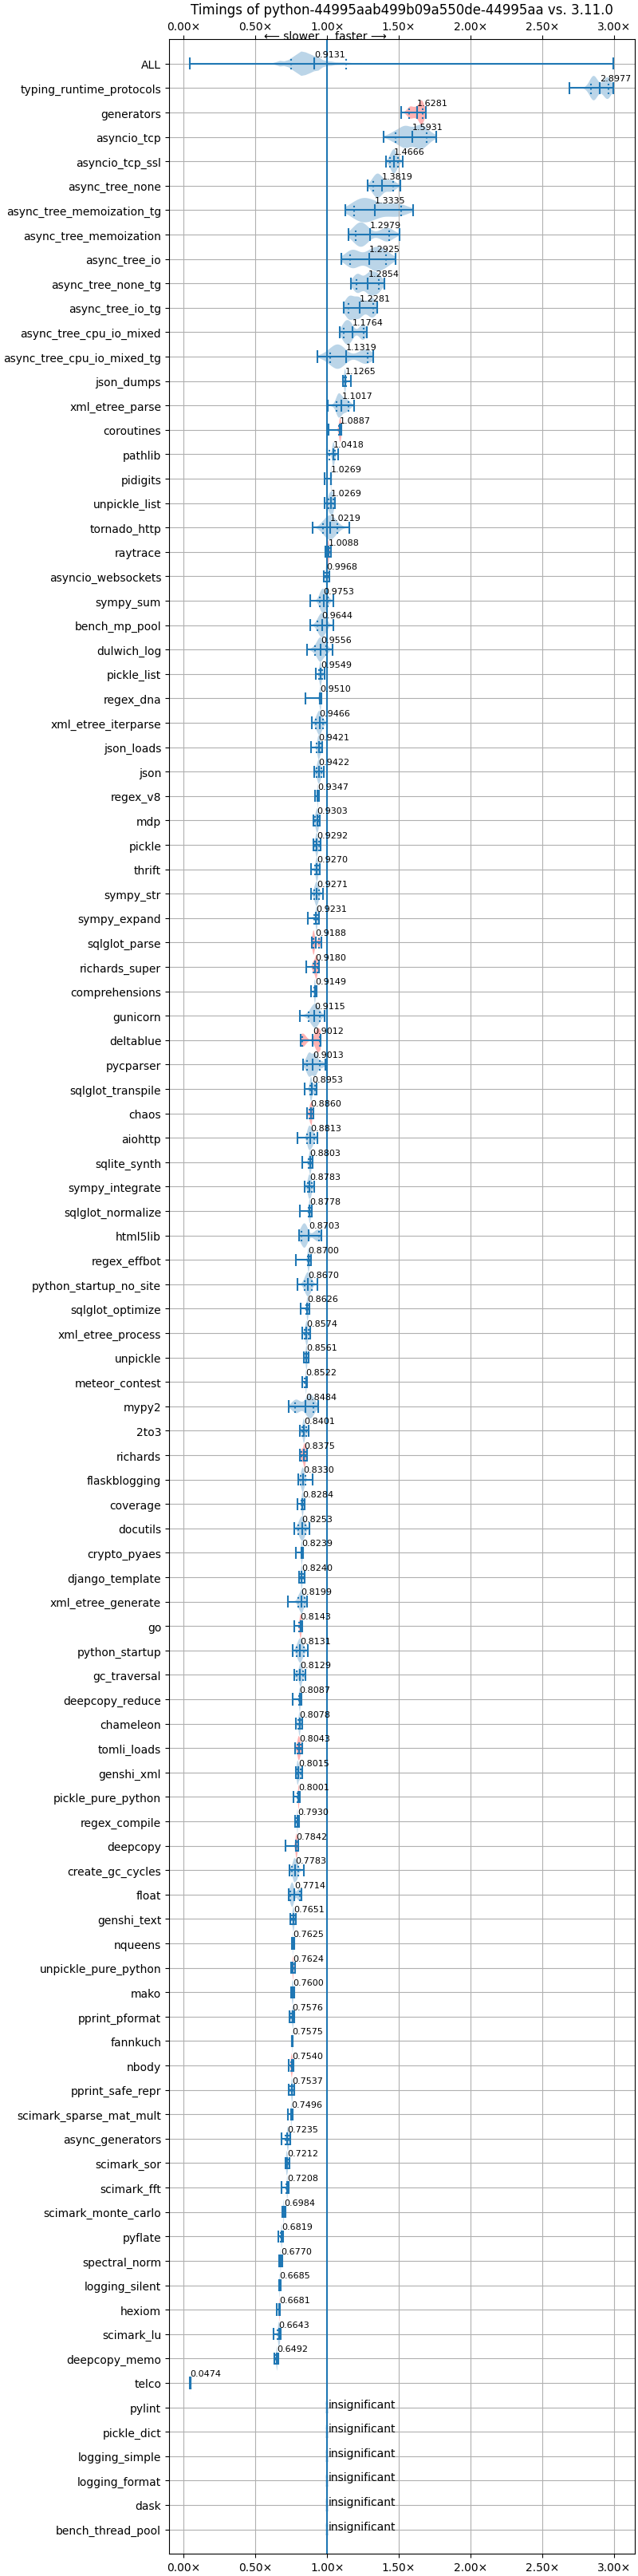 Timings of python-44995aab499b09a550de-44995aa vs. 3.11.0
0.00× 0.50× 1.00× 1.50× 2.00× 2.50× 3.00×
← slower faster →
ALL 0.9131
typing_runtime_protocols 2.8977
generators 1.6281
asyncio_tcp 1.5931
asyncio_tcp_ssl 1.4666
async_tree_none 1.3819
async_tree_memoization_tg 1.3335
async_tree_memoization 1.2979
async_tree_io 1.2925
async_tree_none_tg 1.2854
async_tree_io_tg 1.2281
async_tree_cpu_io_mixed 1.1764
async_tree_cpu_io_mixed_tg 1.1319
json_dumps 1.1265
xml_etree_parse 1.1017
coroutines 1.0887
pathlib 1.0418
pidigits 1.0269
unpickle_list 1.0269
tornado_http 1.0219
raytrace 1.0088
asyncio_websockets 0.9968
sympy_sum 0.9753
bench_mp_pool 0.9644
dulwich_log 0.9556
pickle_list 0.9549
regex_dna 0.9510
xml_etree_iterparse 0.9466
json_loads 0.9421
json 0.9422
regex_v8 0.9347
mdp 0.9303
pickle 0.9292
thrift 0.9270
sympy_str 0.9271
sympy_expand 0.9231
sqlglot_parse 0.9188
richards_super 0.9180
comprehensions 0.9149
gunicorn 0.9115
deltablue 0.9012
pycparser 0.9013
sqlglot_transpile 0.8953
chaos 0.8860
aiohttp 0.8813
sqlite_synth 0.8803
sympy_integrate 0.8783
sqlglot_normalize 0.8778
html5lib 0.8703
regex_effbot 0.8700
python_startup_no_site 0.8670
sqlglot_optimize 0.8626
xml_etree_process 0.8574
unpickle 0.8561
meteor_contest 0.8522
mypy2 0.8484
2to3 0.8401
richards 0.8375
flaskblogging 0.8330
coverage 0.8284
docutils 0.8253
crypto_pyaes 0.8239
django_template 0.8240
xml_etree_generate 0.8199
go 0.8143
python_startup 0.8131
gc_traversal 0.8129
deepcopy_reduce 0.8087
chameleon 0.8078
tomli_loads 0.8043
genshi_xml 0.8015
pickle_pure_python 0.8001
regex_compile 0.7930
deepcopy 0.7842
create_gc_cycles 0.7783
float 0.7714
genshi_text 0.7651
nqueens 0.7625
unpickle_pure_python 0.7624
mako 0.7600
pprint_pformat 0.7576
fannkuch 0.7575
nbody 0.7540
pprint_safe_repr 0.7537
scimark_sparse_mat_mult 0.7496
async_generators 0.7235
scimark_sor 0.7212
scimark_fft 0.7208
scimark_monte_carlo 0.6984
pyflate 0.6819
spectral_norm 0.6770
logging_silent 0.6685
hexiom 0.6681
scimark_lu 0.6643
deepcopy_memo 0.6492
telco 0.0474
pylint insignificant
pickle_dict insignificant
logging_simple insignificant
logging_format insignificant
dask insignificant
bench_thread_pool insignificant
0.00× 0.50× 1.00× 1.50× 2.00× 2.50× 3.00×